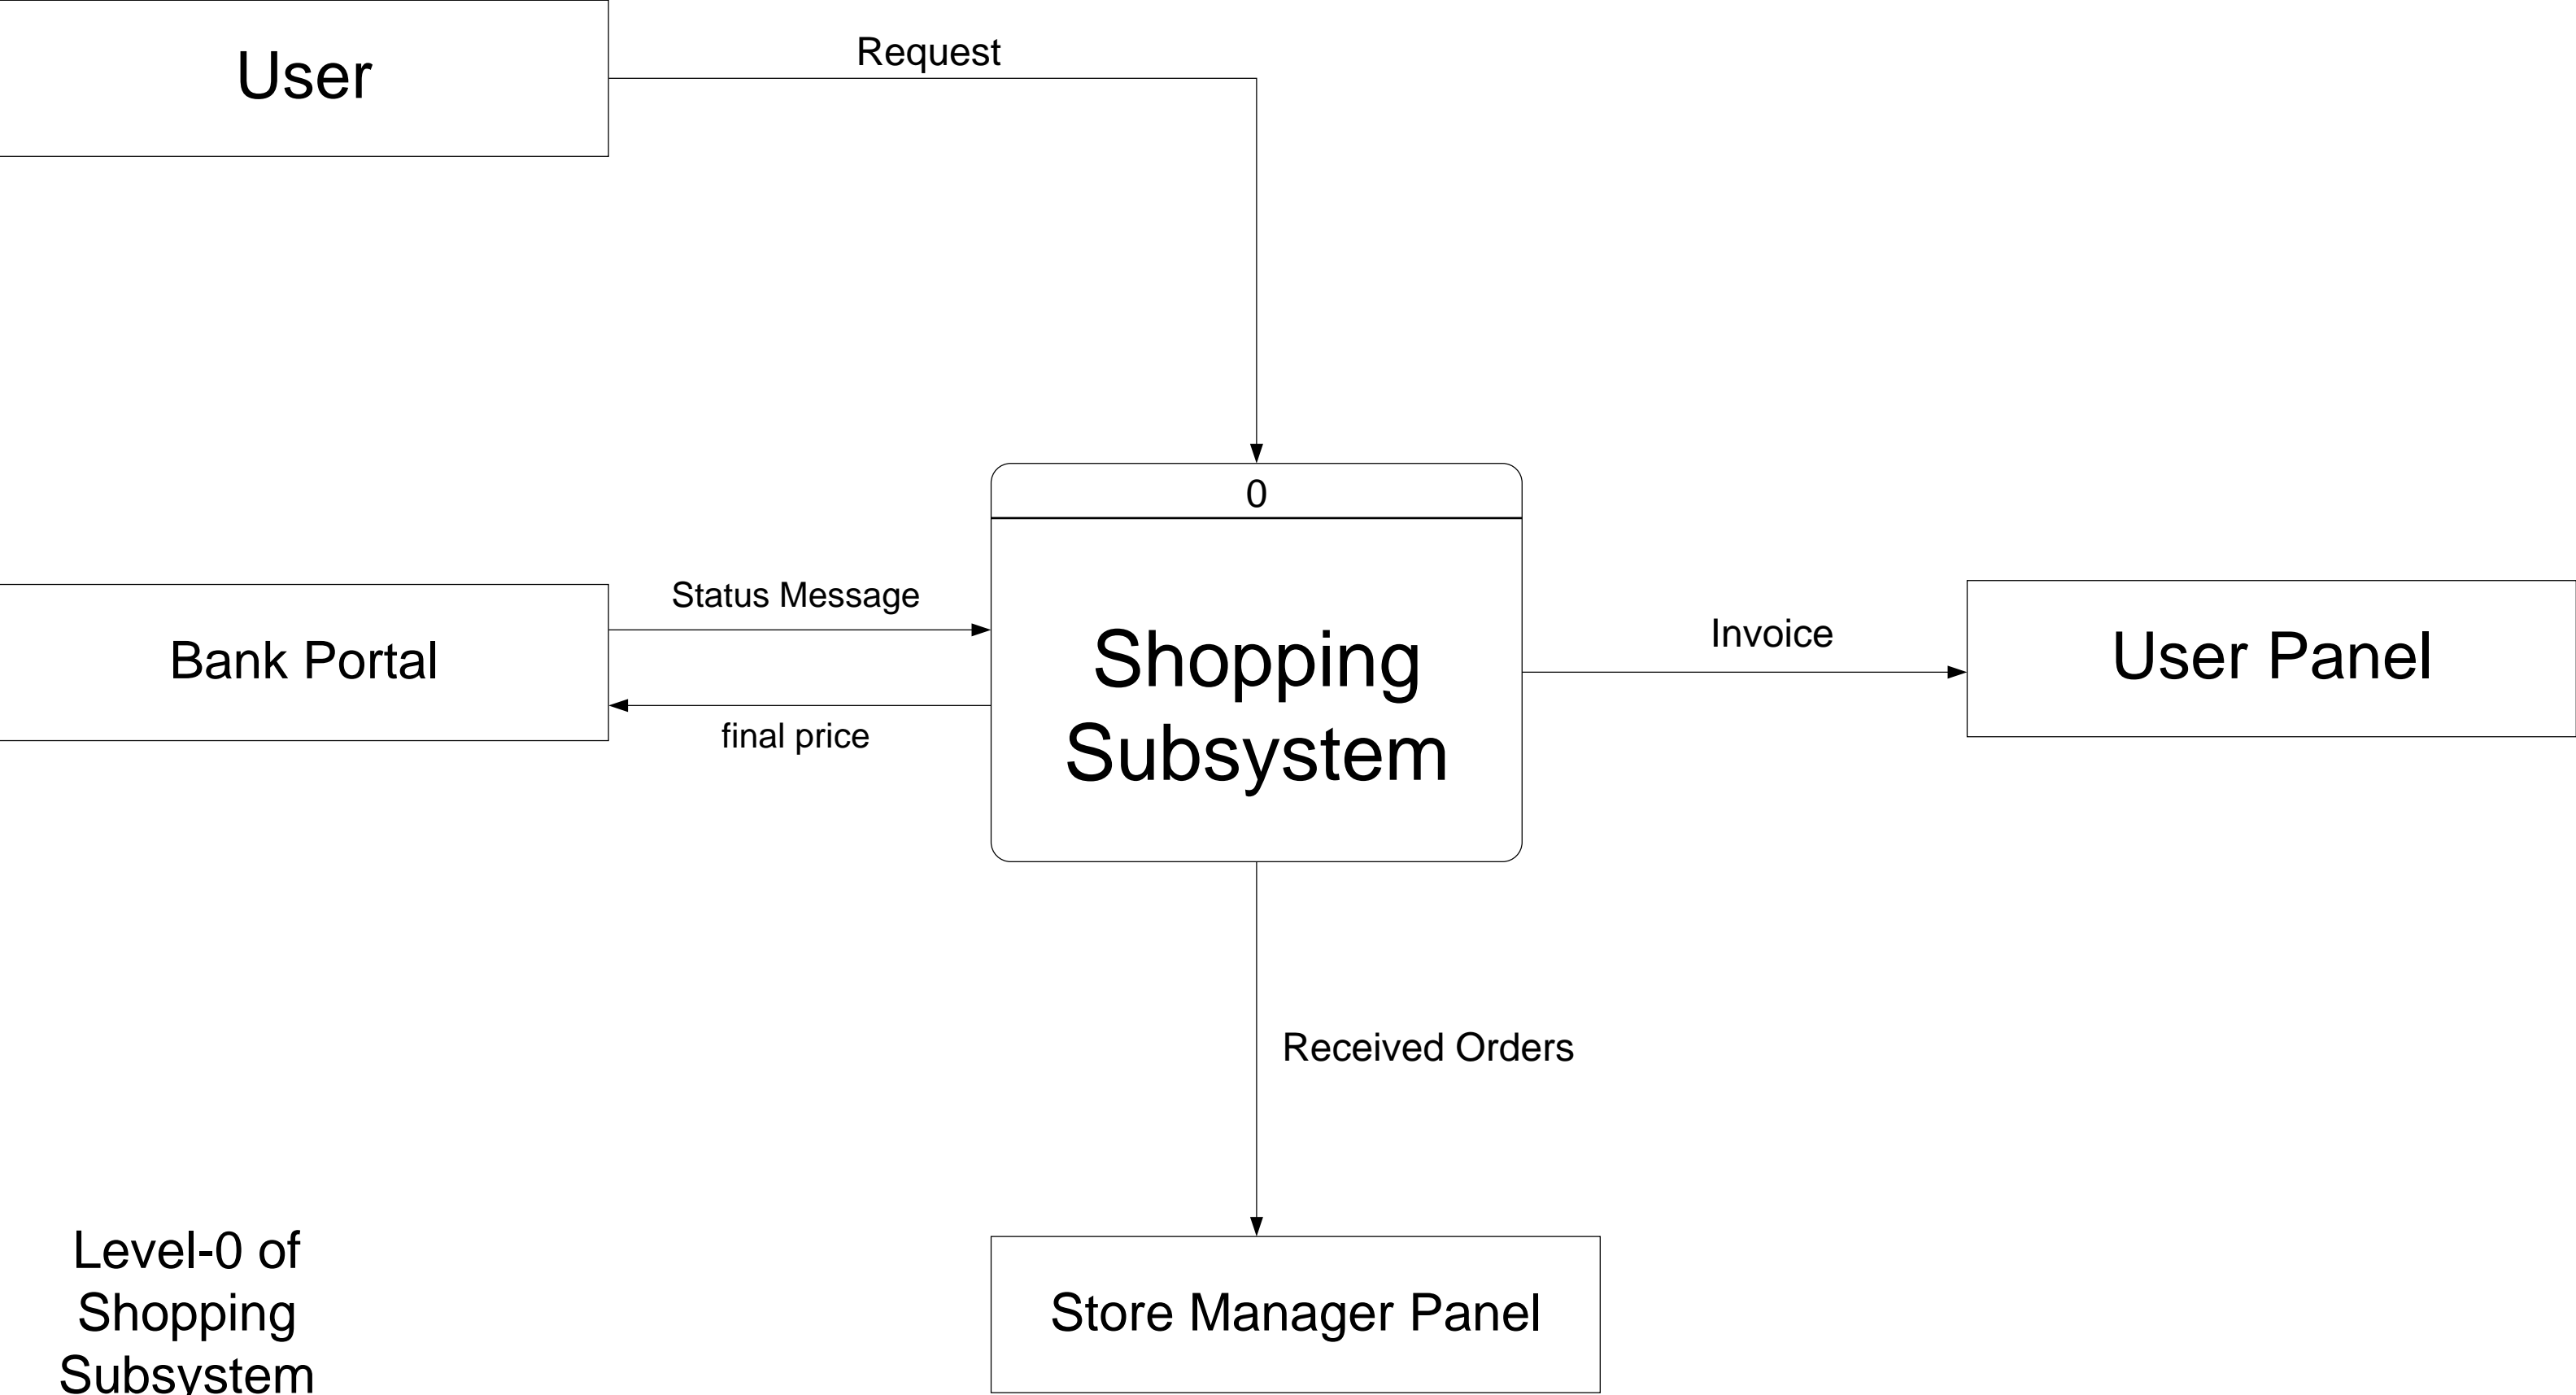 User
Request
0
Status Message
Bank Portal
final price
Shopping
Subsystem
Invoice
User Panel
Received Orders
Level-0 of
Shopping
Subsystem
Store Manager Panel